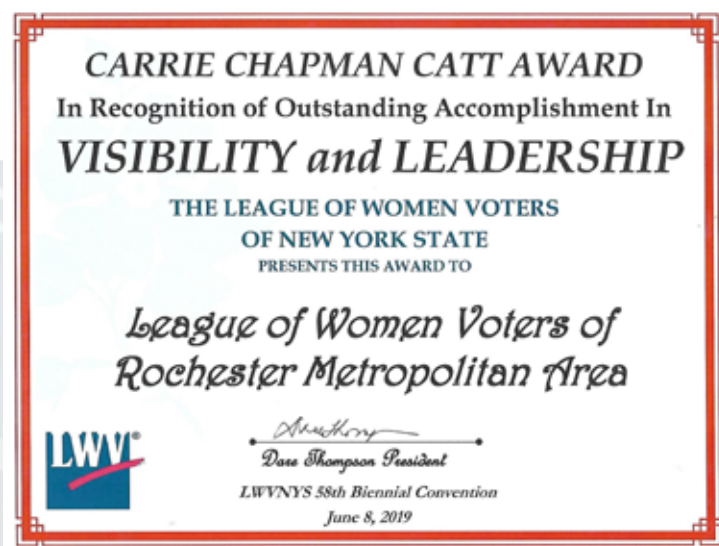 CARRIE CHAPMAN CATT AWARD
In Recognition of Outstanding Accomplishment In
VISIBILITY and LEADERSHIP
THE LEAGUE OF WOMEN VOTERS
OF NEW YORK STATE
PRESENTS THIS AWARD TO
League of Women Voters of
Rochester Metropolitan Area
LWV®
Dare Thompson President
LWVNYS 58th Biennial Convention
June 8, 2019